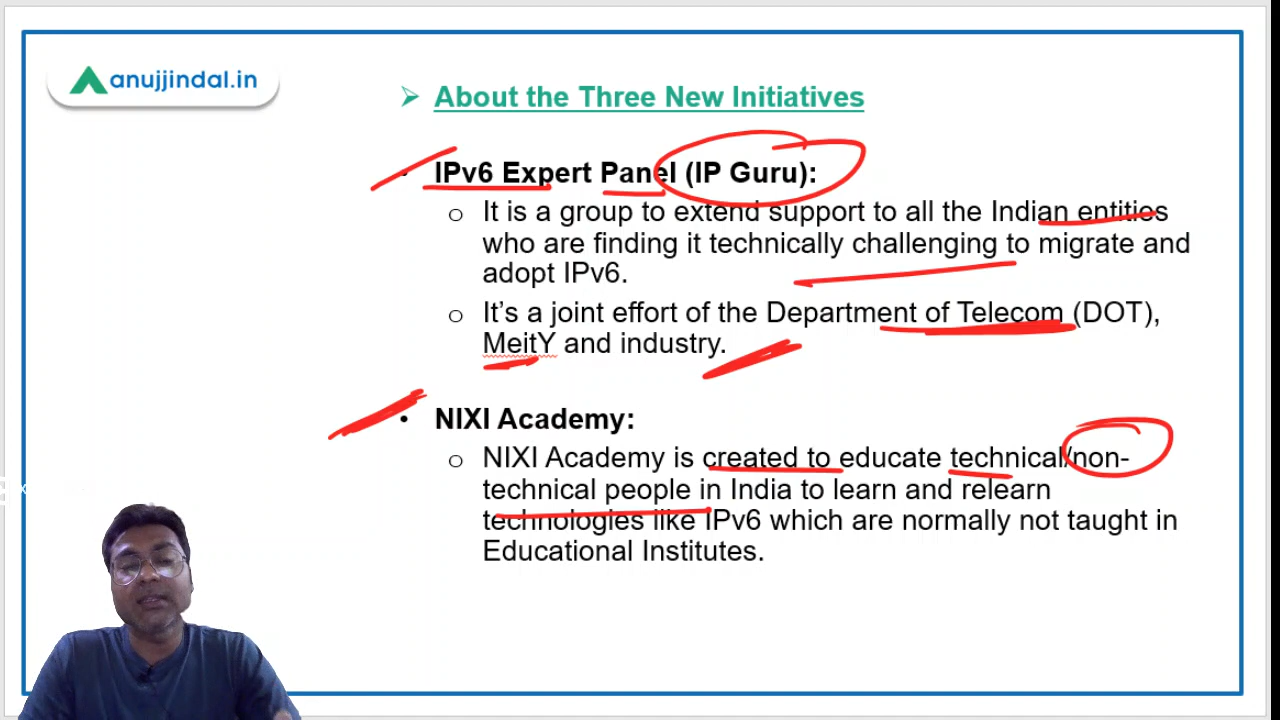 anujjindal.in
➢ About the Three New Initiatives
• IPv6 Expert Panel (IP Guru):
o It is a group to extend support to all the Indian entities
who are finding it technically challenging to migrate and
adopt IPv6.
o It's a joint effort of the Department of Telecom (DOT),
MeitY and industry.
• NIXI Academy:
o NIXI Academy is created to educate technical/non-
technical people in India to learn and relearn
technologies like IPv6 which are normally not taught in
Educational Institutes.